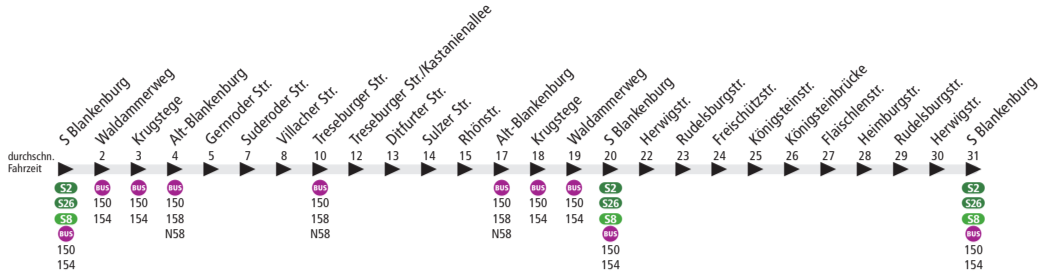 S Blankenburg
Waldammerweg
Krugstege
Alt-Blankenburg
Gernroder Str.
Suderoder Str.
Villacher Str.
Treseburger Str.
Treseburger Str./Kastanienallee
Ditfurter Str.
Sulzer Str.
Rhönstr.
Alt-Blankenburg
Krugstege
Waldammerweg
S Blankenburg
Herwigstr.
Rudelsburgstr.
Freischützstr.
Königsteinstr.
Königsteinbrücke
Flaischlenstr.
Heimburgstr.
Rudelsburgstr.
Herwigstr.
S Blankenburg
durchschn.
Fahrzeit
2 3 4 5 7 8 10 12 13 14 15 17 18 19 20 22 23 24 25 26 27 28 29 30 31
S2 BUS BUS BUS BUS BUS BUS BUS S2 S2
S26 150 150 150 150 150 150 150 S26 S26
S8 154 154 158 158 158 154 154 S8 S8
BUS N58 N58 N58 BUS BUS
150 150 150
154 154 154